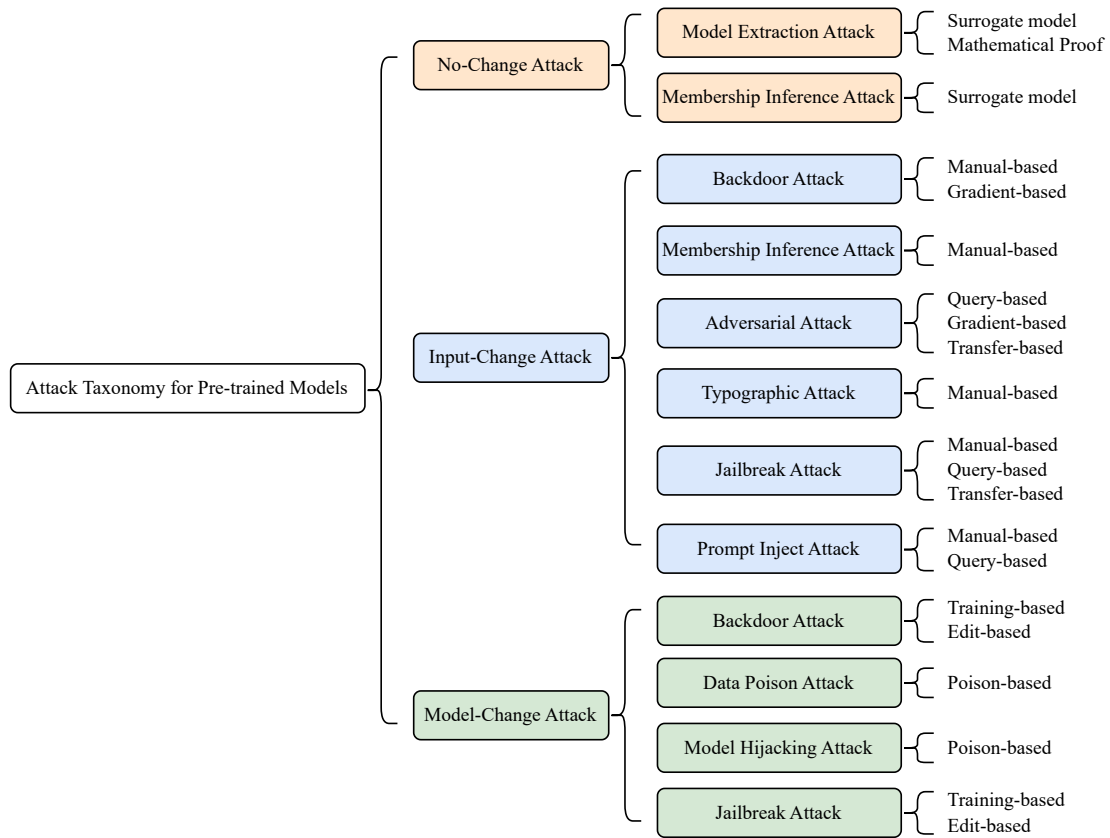 Attack Taxonomy for Pre-trained Models
No-Change Attack
Model Extraction Attack
Surrogate model
Mathematical Proof
Membership Inference Attack
Surrogate model
Input-Change Attack
Backdoor Attack
Manual-based
Gradient-based
Membership Inference Attack
Manual-based
Adversarial Attack
Query-based
Gradient-based
Transfer-based
Typographic Attack
Manual-based
Jailbreak Attack
Manual-based
Query-based
Transfer-based
Prompt Inject Attack
Manual-based
Query-based
Model-Change Attack
Backdoor Attack
Training-based
Edit-based
Data Poison Attack
Poison-based
Model Hijacking Attack
Poison-based
Jailbreak Attack
Training-based
Edit-based